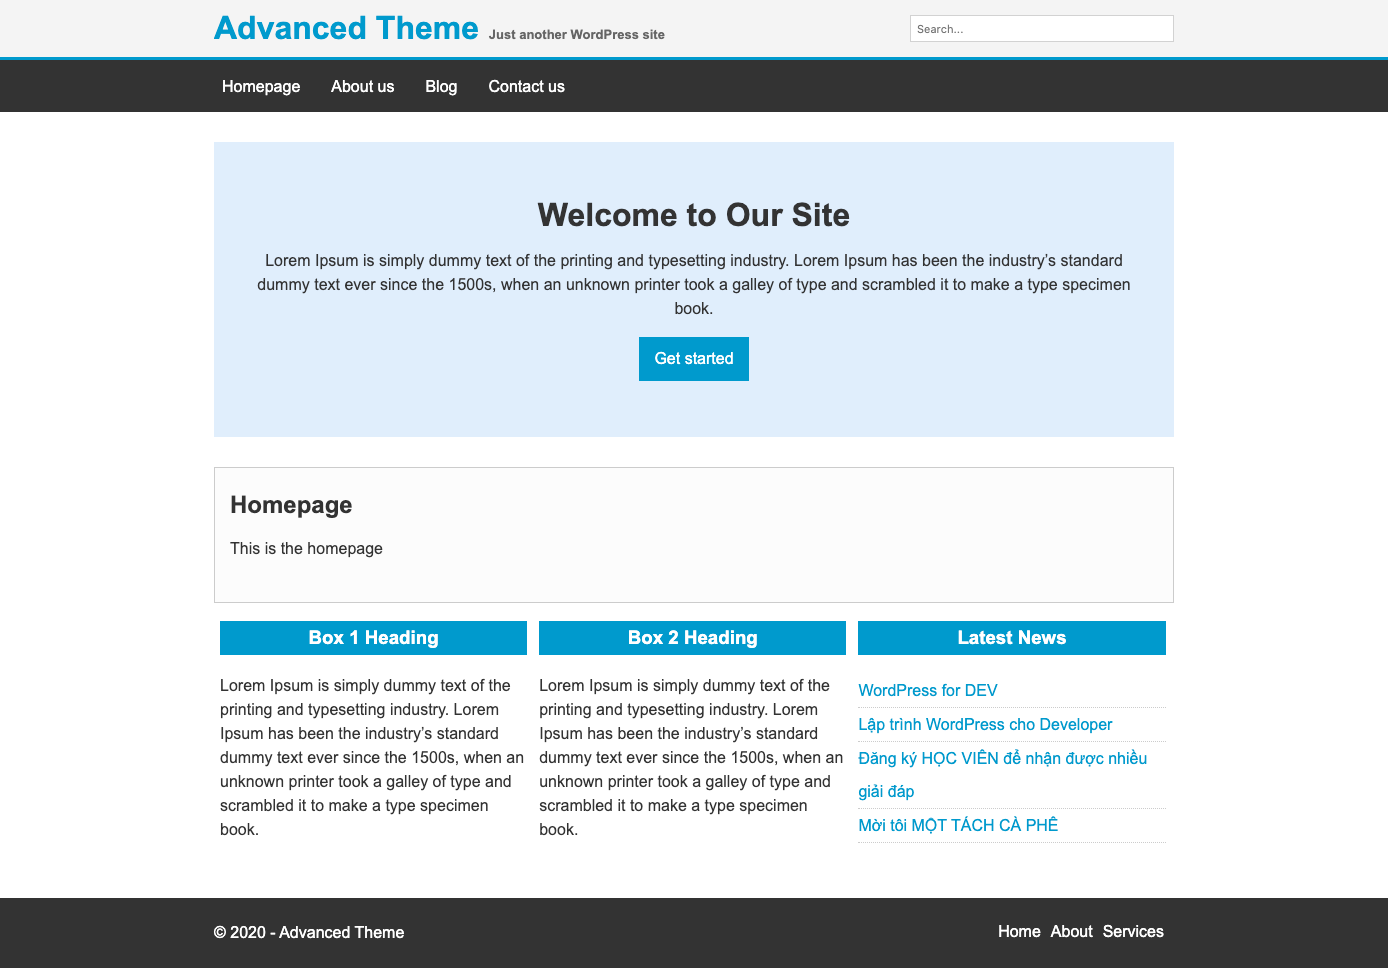 Advanced Theme Just another WordPress site
Search...
Homepage About us Blog Contact us
Welcome to Our Site
Lorem Ipsum is simply dummy text of the printing and typesetting industry. Lorem Ipsum has been the industry’s standard
dummy text ever since the 1500s, when an unknown printer took a galley of type and scrambled it to make a type specimen
book.
Get started
Homepage
This is the homepage
Box 1 Heading
Lorem Ipsum is simply dummy text of the
printing and typesetting industry. Lorem
Ipsum has been the industry’s standard
dummy text ever since the 1500s, when an
unknown printer took a galley of type and
scrambled it to make a type specimen
book.
Box 2 Heading
Lorem Ipsum is simply dummy text of the
printing and typesetting industry. Lorem
Ipsum has been the industry’s standard
dummy text ever since the 1500s, when an
unknown printer took a galley of type and
scrambled it to make a type specimen
book.
Latest News
WordPress for DEV
Lập trình WordPress cho Developer
Đăng ký HỌC VIÊN để nhận được nhiều
giải đáp
Mời tôi MỘT TÁCH CÀ PHÊ
© 2020 - Advanced Theme
Home About Services